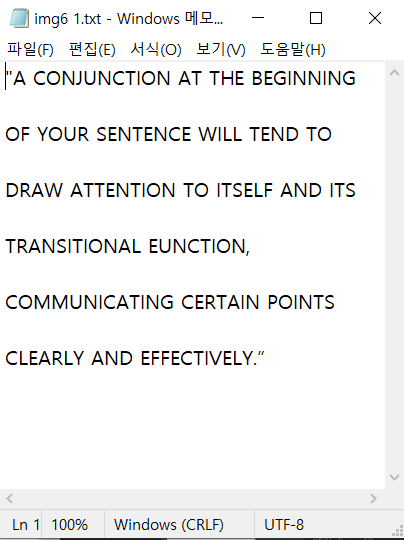 img6 1.txt - Windows 메모...
파일(F) 편집(E) 서식(O) 보기(V) 도움말(H)
"A CONJUNCTION AT THE BEGINNING
OF YOUR SENTENCE WILL TEND TO
DRAW ATTENTION TO ITSELF AND ITS
TRANSITIONAL EUNCTION,
COMMUNICATING CERTAIN POINTS
CLEARLY AND EFFECTIVELY.“
Ln 1 100% Windows (CRLF) UTF-8